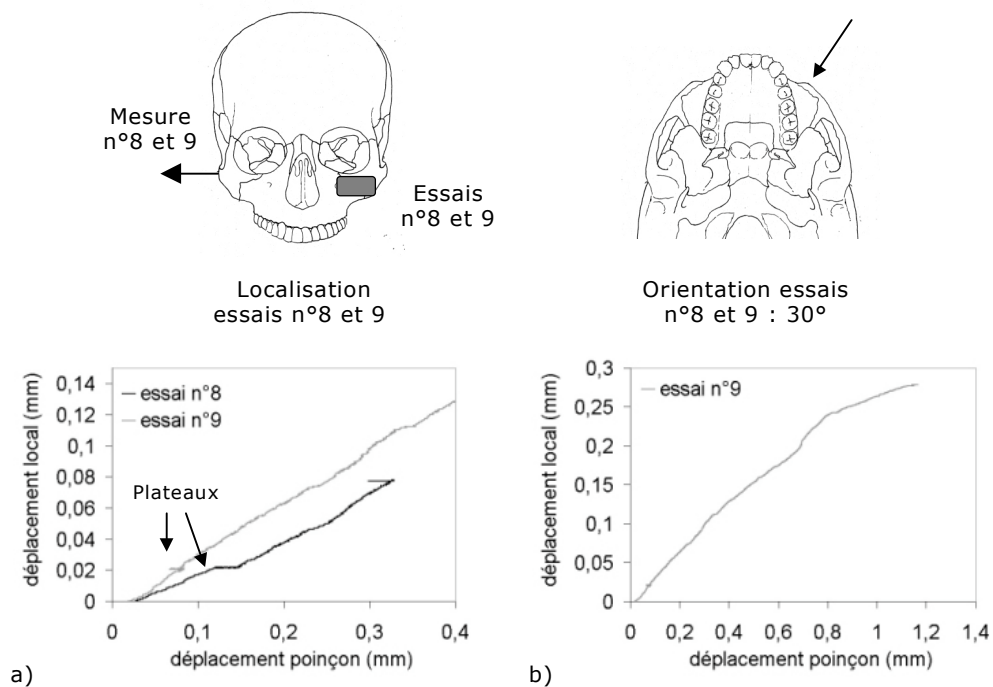 Mesure
n°8 et 9
Essais
n°8 et 9
Localisation
essais n°8 et 9
Orientation essais
n°8 et 9 : 30°
déplacement local (mm)
0,14
0,12
0,1
0,08
0,06
0,04
0,02
0
essai n°8
essai n°9
Plateaux
0
0,1
0,2
0,3
0,4
déplacement poinçon (mm)
a)
déplacement local (mm)
0,3
0,25
0,2
0,15
0,1
0,05
0
essai n°9
0
0,2
0,4
0,6
0,8
1
1,2
1,4
déplacement poinçon (mm)
b)